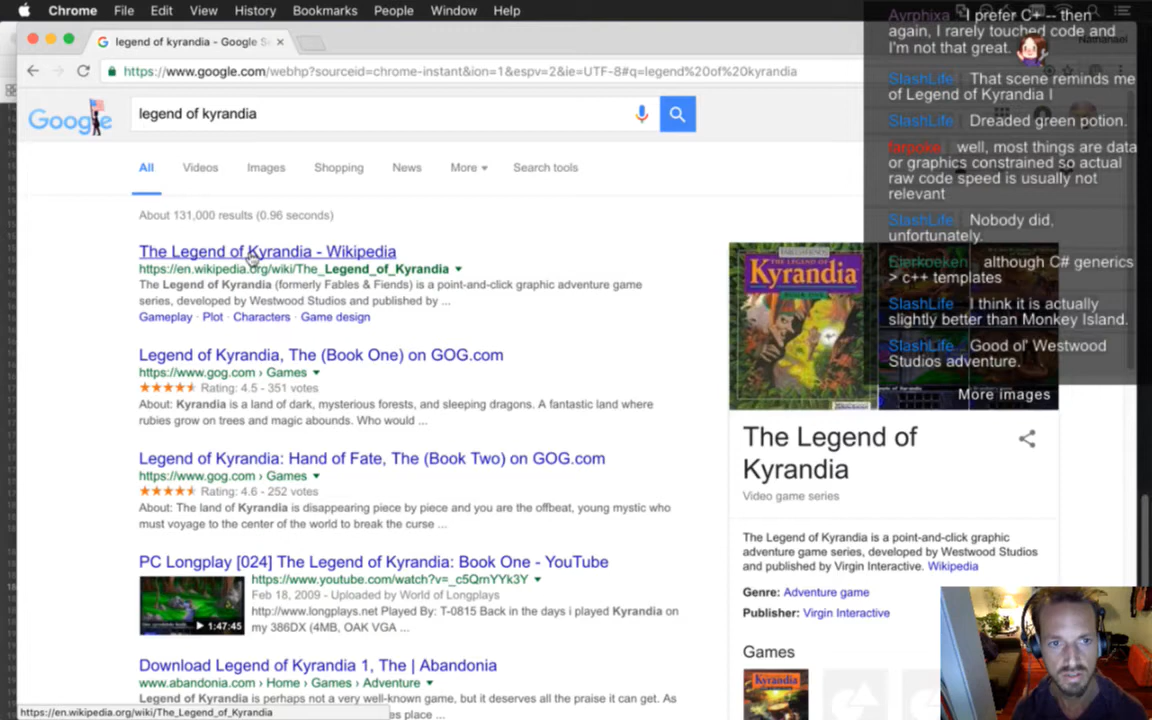 Chrome File Edit View History Bookmarks People Window Help
legend of kyrandia - Google Se
https://www.google.com/webhp?sourceid=chrome-instant&ion=1&espv=2&ie=UTF-8#q=legend%20of%20kyrandia
Google
legend of kyrandia
All Videos Images Shopping News More Search tools
About 131,000 results (0.96 seconds)
The Legend of Kyrandia - Wikipedia
https://en.wikipedia.org/wiki/The_Legend_of_Kyrandia
The Legend of Kyrandia (formerly Fables & Fiends) is a point-and-click graphic adventure game
series, developed by Westwood Studios and published by ...
Gameplay · Plot · Characters · Game design
Legend of Kyrandia, The (Book One) on GOG.com
https://www.gog.com › Games
Rating: 4.5 - 351 votes
About: Kyrandia is a land of dark, mysterious forests, and sleeping dragons. A fantastic land where
rubies grow on trees and magic abounds. Who would ...
Legend of Kyrandia: Hand of Fate, The (Book Two) on GOG.com
https://www.gog.com › Games
Rating: 4.6 - 252 votes
About: The land of Kyrandia is disappearing piece by piece and you are the offbeat, young mystic who
must voyage to the center of the world to break the curse ...
PC Longplay [024] The Legend of Kyrandia: Book One - YouTube
https://www.youtube.com/watch?v=_c5QrnYYk3Y
Feb 18, 2009 - Uploaded by World of Longplays
http://www.longplays.net Played By: T-0815 Back in the days i played Kyrandia on
my 386DX (4MB, OAK VGA ...
1:47:45
Download Legend of Kyrandia 1, The | Abandonia
www.abandonia.com › Home › Games › Adventure
Legend of Kyrandia is perhaps not a very well-known game, but it deserves all the praise it can get. As
les place ...
https://en.wikipedia.org/wiki/The_Legend_of_Kyrandia
Ayrphixa I prefer C+ -- then
again, I rarely touched code and
I'm not that great.
SlashLife That scene reminds me
of Legend of Kyrandia I
SlashLife Dreaded green potion.
farpoke well, most things are data
or graphics constrained so actual
raw code speed is usually not
relevant
SlashLife Nobody did,
unfortunately.
Eierkoeken although C# generics
> c++ templates
SlashLife I think it is actually
slightly better than Monkey Island.
SlashLife Good ol' Westwood
Studios adventure.
Kyrandia
More images
The Legend of
Kyrandia
Video game series
The Legend of Kyrandia is a point-and-click graphic
adventure game series, developed by Westwood Studios
and published by Virgin Interactive. Wikipedia
Genre: Adventure game
Publisher: Virgin Interactive
Games
Kyrandia